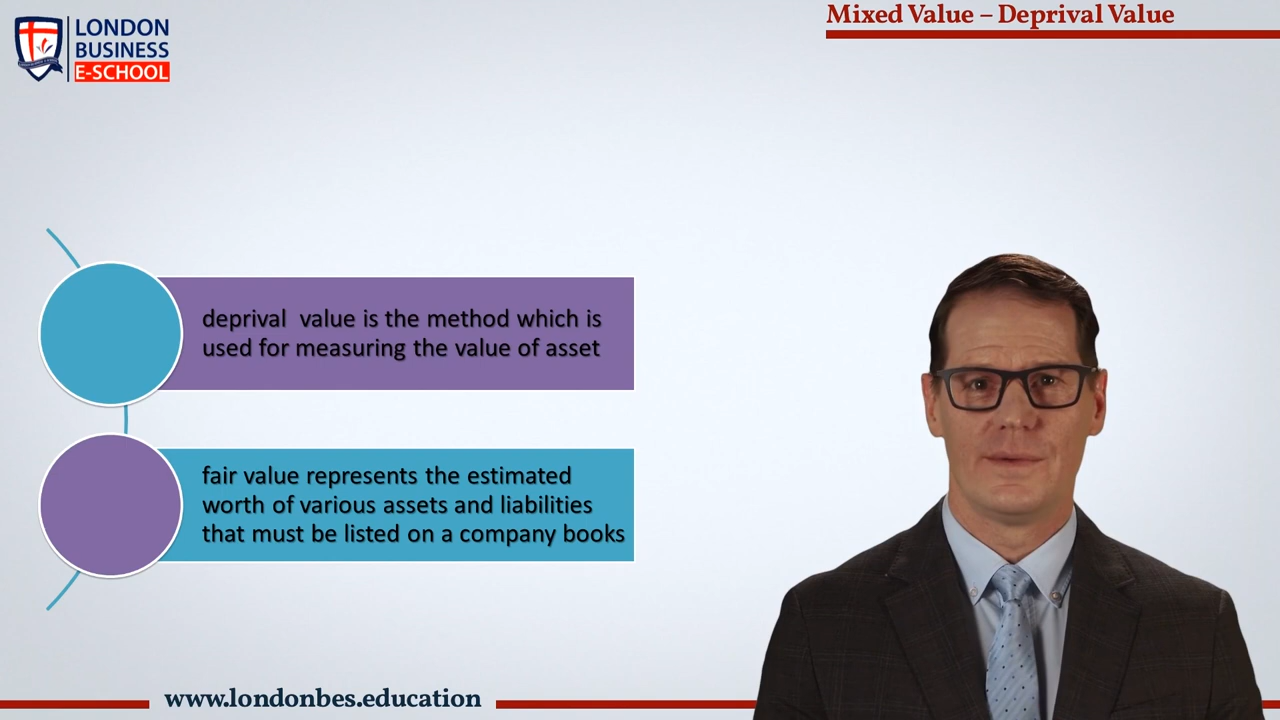 LONDON
BUSINESS
E-SCHOOL
Mixed Value – Deprival Value
deprival  value is the method which is
used for measuring the value of asset
fair value represents the estimated
worth of various assets and liabilities
that must be listed on a company books
www.londonbes.education